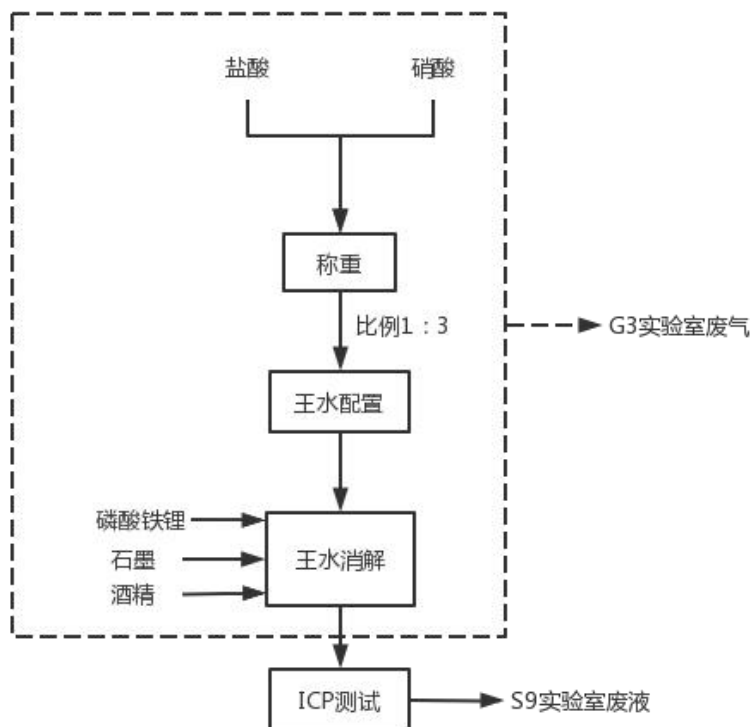 盐酸
硝酸
称重
比例1：3
G3实验室废气
王水配置
磷酸铁锂
石墨
酒精
王水消解
ICP测试
S9实验室废液